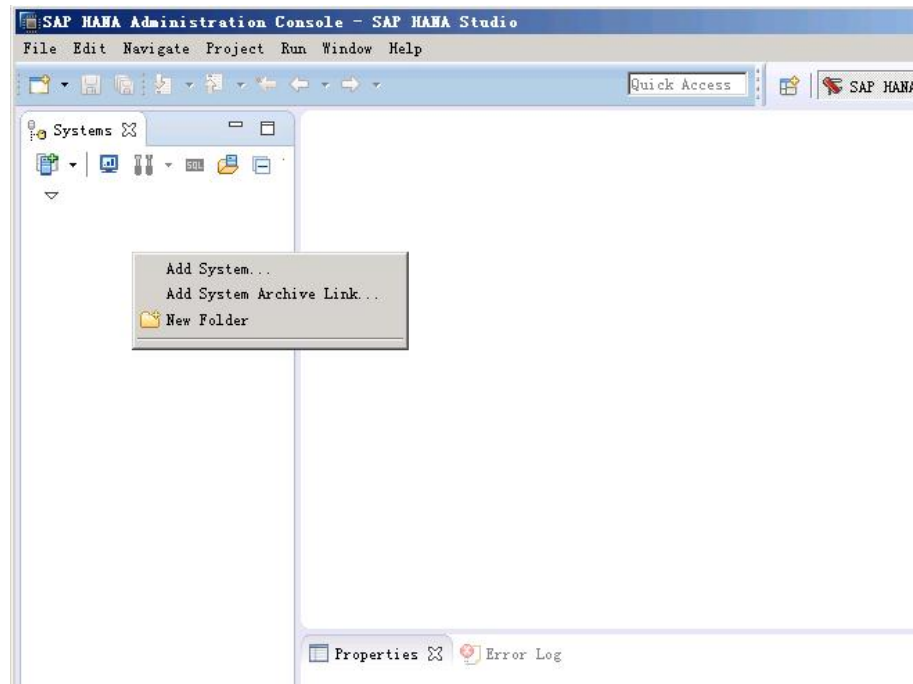 SAP HANA Administration Console - SAP HANA Studio
File Edit Navigate Project Run Window Help
Quick Access
SAP HANA
Systems
SQL
Add System...
Add System Archive Link...
New Folder
Properties
Error Log